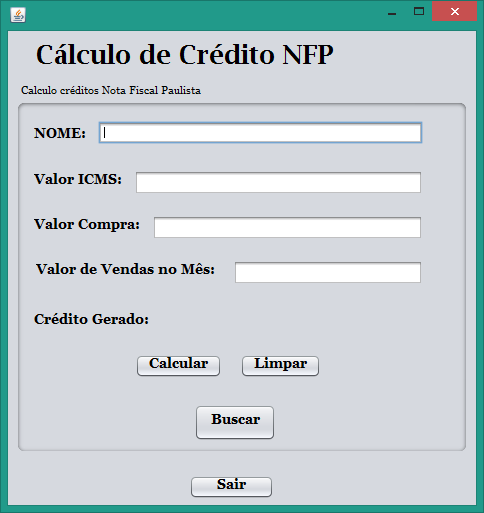 Cálculo de Crédito NFP
Calculo créditos Nota Fiscal Paulista
NOME:
Valor ICMS:
Valor Compra:
Valor de Vendas no Mês:
Crédito Gerado:
Calcular Limpar
Buscar
Sair